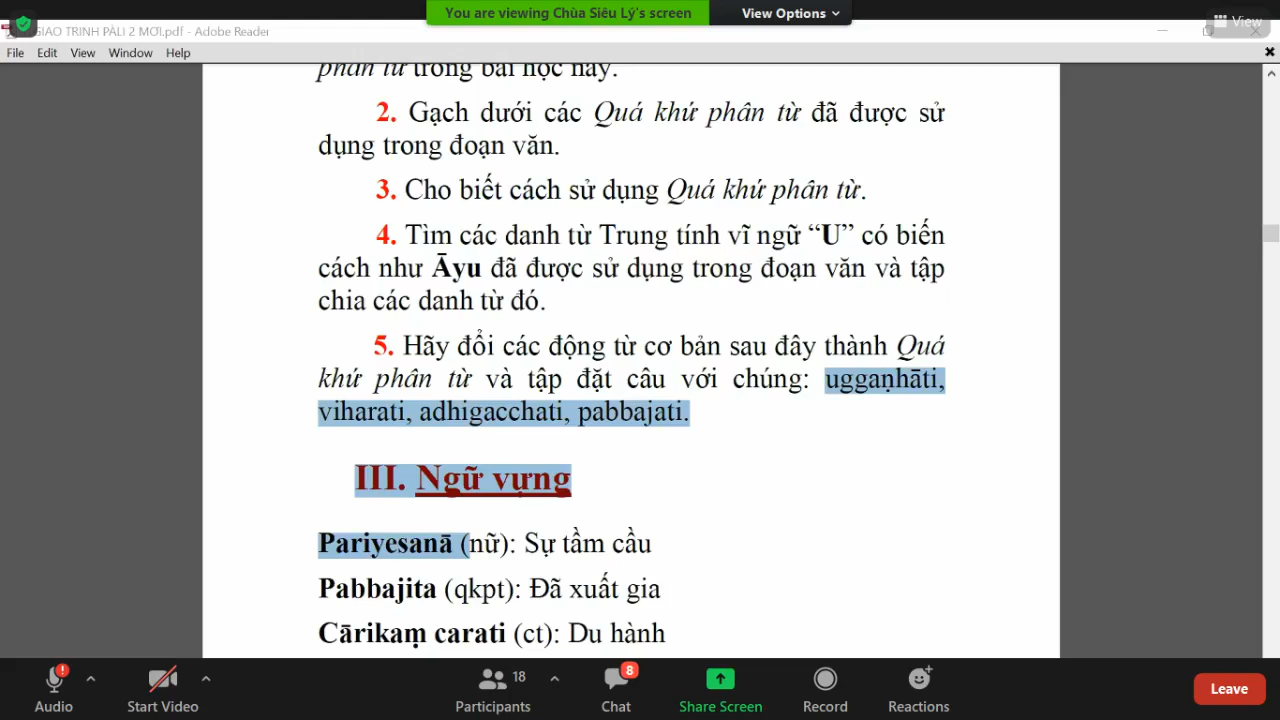 You are viewing Chùa Siêu Lý's screen
View Options
View
GIAO TRINH PÀLI 2 MƠI.pdf - Adobe Reader
File Edit View Window Help
phân từ trong bài học này.
2. Gạch dưới các Quá khứ phân từ đã được sử
dụng trong đoạn văn.
3. Cho biết cách sử dụng Quá khứ phân từ.
4. Tìm các danh từ Trung tính vĩ ngữ “U” có biến
cách như Āyu đã được sử dụng trong đoạn văn và tập
chia các danh từ đó.
5. Hãy đổi các động từ cơ bản sau đây thành Quá
khứ phân từ và tập đặt câu với chúng: uggaṇhāti,
viharati, adhigacchati, pabbajati.
III. Ngữ vựng
Pariyesanā (nữ): Sự tầm cầu
Pabbajita (qkpt): Đã xuất gia
Cārikaṃ carati (ct): Du hành
18
8
Audio Start Video Participants Chat Share Screen Record Reactions Leave